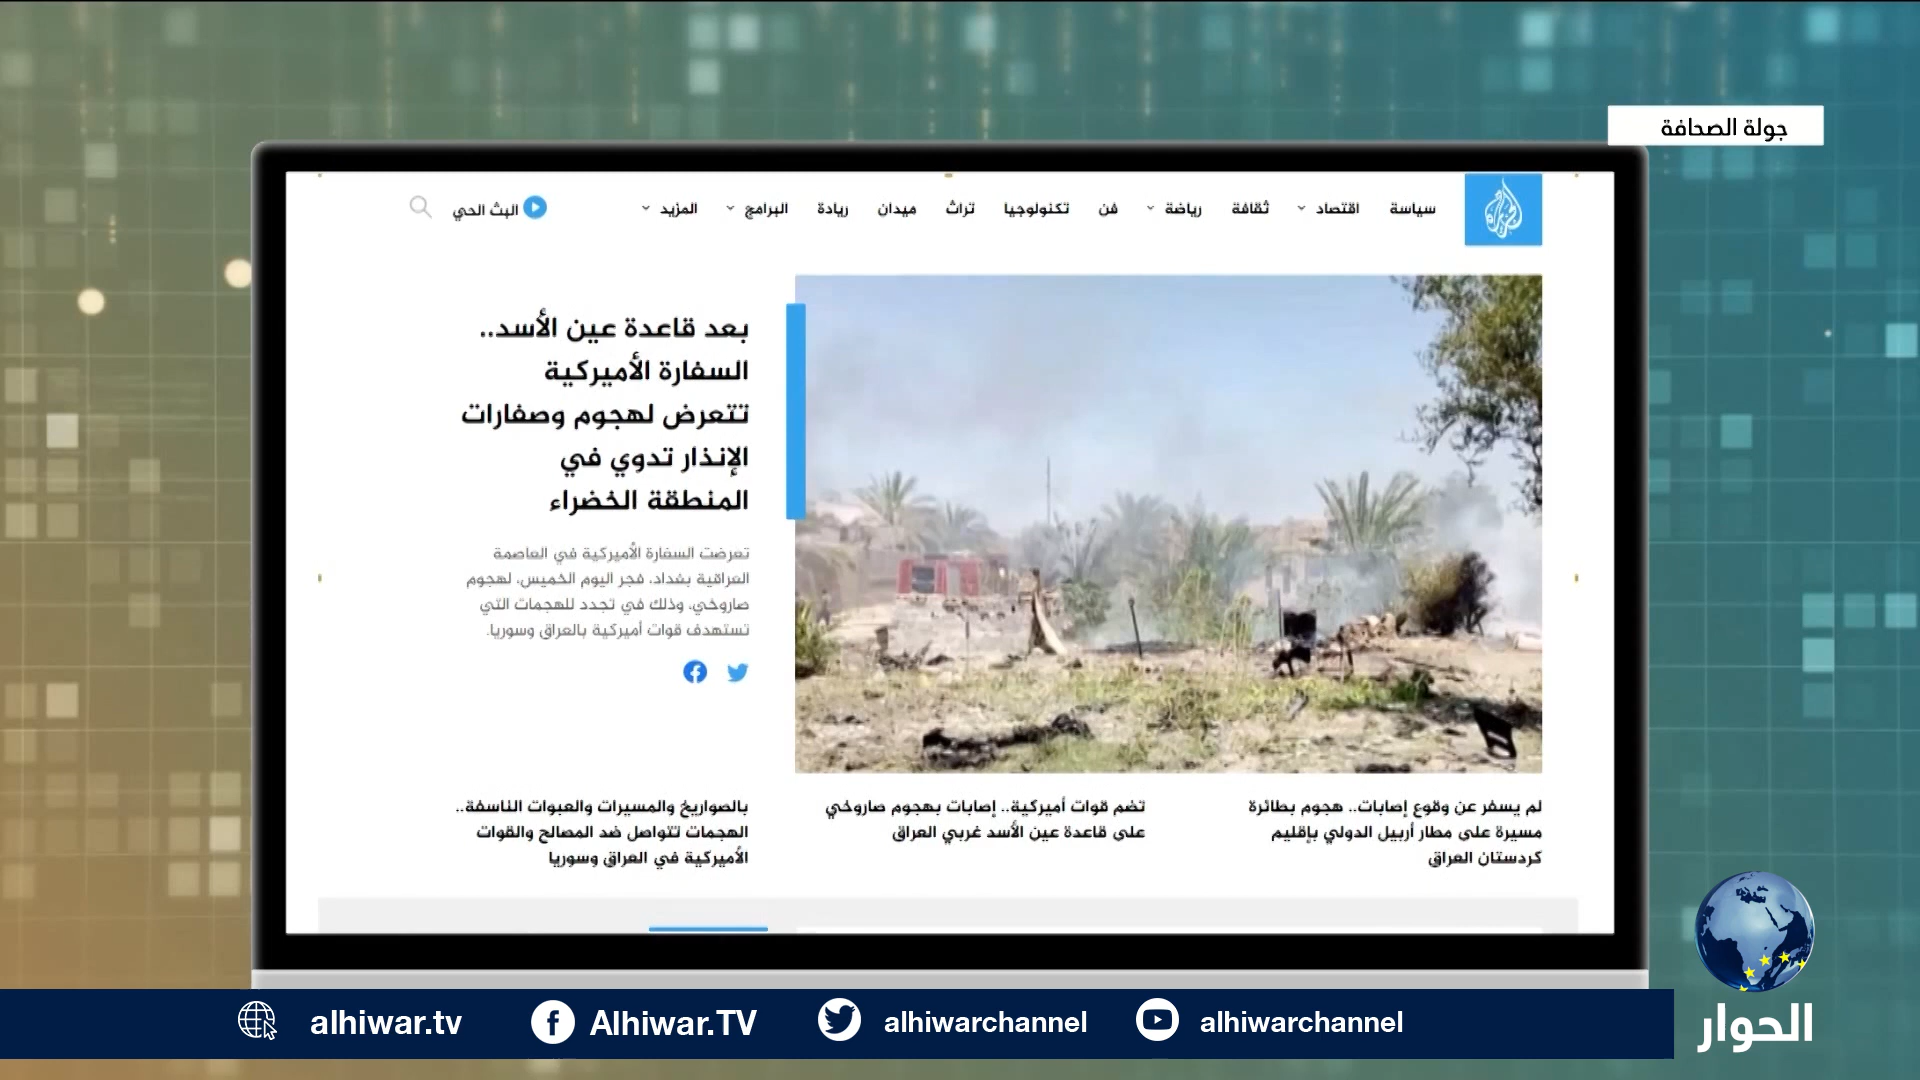 جولة الصحافة
سياسة اقتصاد ثقافة رياضة فن تكنولوجيا تراث ميدان ريادة البرامج المزيد البث الحي
بعد قاعدة عين الأسد..
السفارة الأميركية
تتعرض لهجوم وصفارات
الإنذار تدوي في
المنطقة الخضراء
تعرضت السفارة الأميركية في العاصمة
العراقية بغداد، فجر اليوم الخميس، لهجوم
صاروخي، وذلك في تجدد للهجمات التي
تستهدف قوات أميركية بالعراق وسوريا.
لم يسفر عن وقوع إصابات.. هجوم بطائرة
مسيرة على مطار أربيل الدولي بإقليم
كردستان العراق
تضم قوات أميركية.. إصابات بهجوم صاروخي
على قاعدة عين الأسد غربي العراق
بالصواريخ والمسيرات والعبوات الناسفة..
الهجمات تتواصل ضد المصالح والقوات
الأميركية في العراق وسوريا
الجزيرة
alhiwar.tv Alhiwar.TV alhiwarchannel alhiwarchannel
الحوار